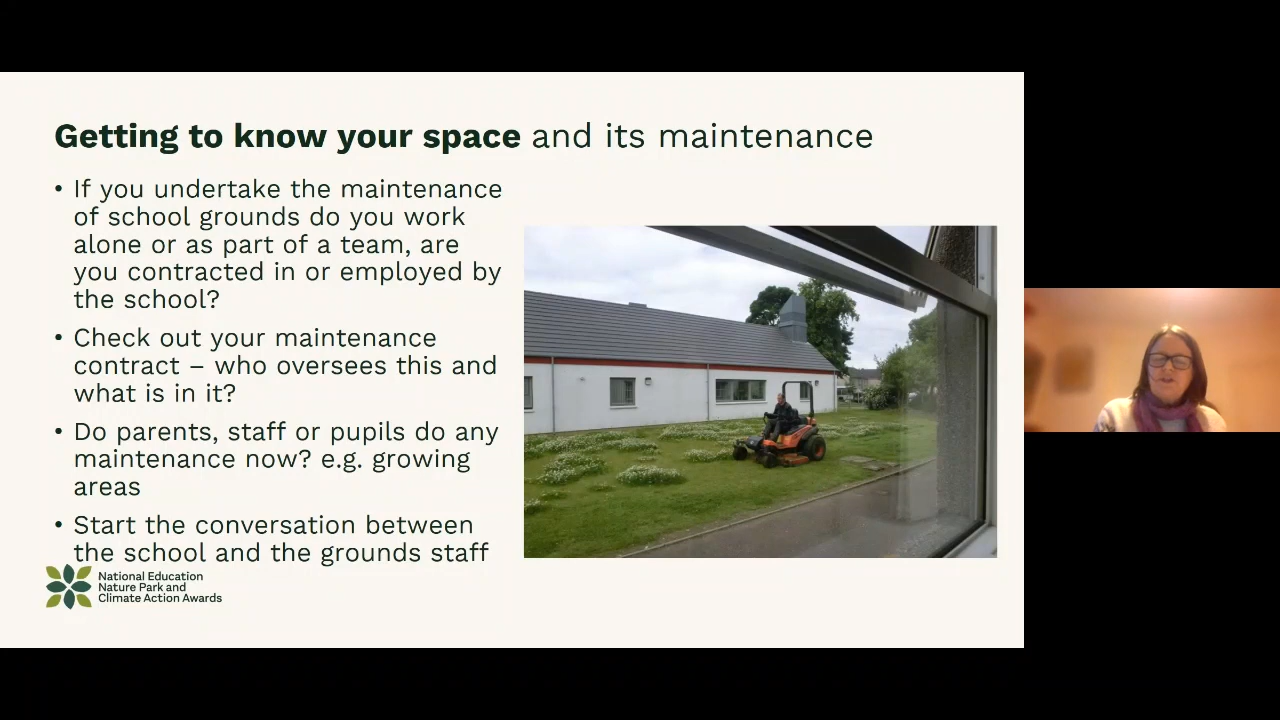 Getting to know your space and its maintenance
• If you undertake the maintenance
of school grounds do you work
alone or as part of a team, are
you contracted in or employed by
the school?
• Check out your maintenance
contract – who oversees this and
what is in it?
• Do parents, staff or pupils do any
maintenance now? e.g. growing
areas
• Start the conversation between
the school and the grounds staff
National Education
Nature Park and
Climate Action Awards